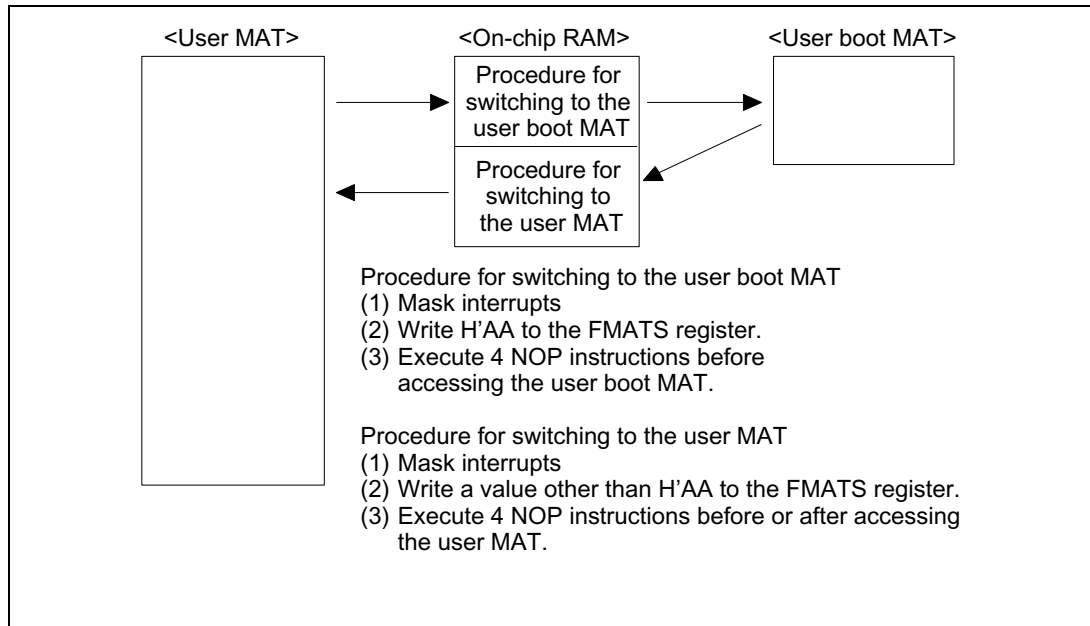 <User MAT>
<On-chip RAM>
<User boot MAT>
Procedure for
switching to the
user boot MAT
Procedure for
switching to
the user MAT
Procedure for switching to the user boot MAT
(1) Mask interrupts
(2) Write H'AA to the FMATS register.
(3) Execute 4 NOP instructions before
accessing the user boot MAT.
Procedure for switching to the user MAT
(1) Mask interrupts
(2) Write a value other than H'AA to the FMATS register.
(3) Execute 4 NOP instructions before or after accessing
the user MAT.